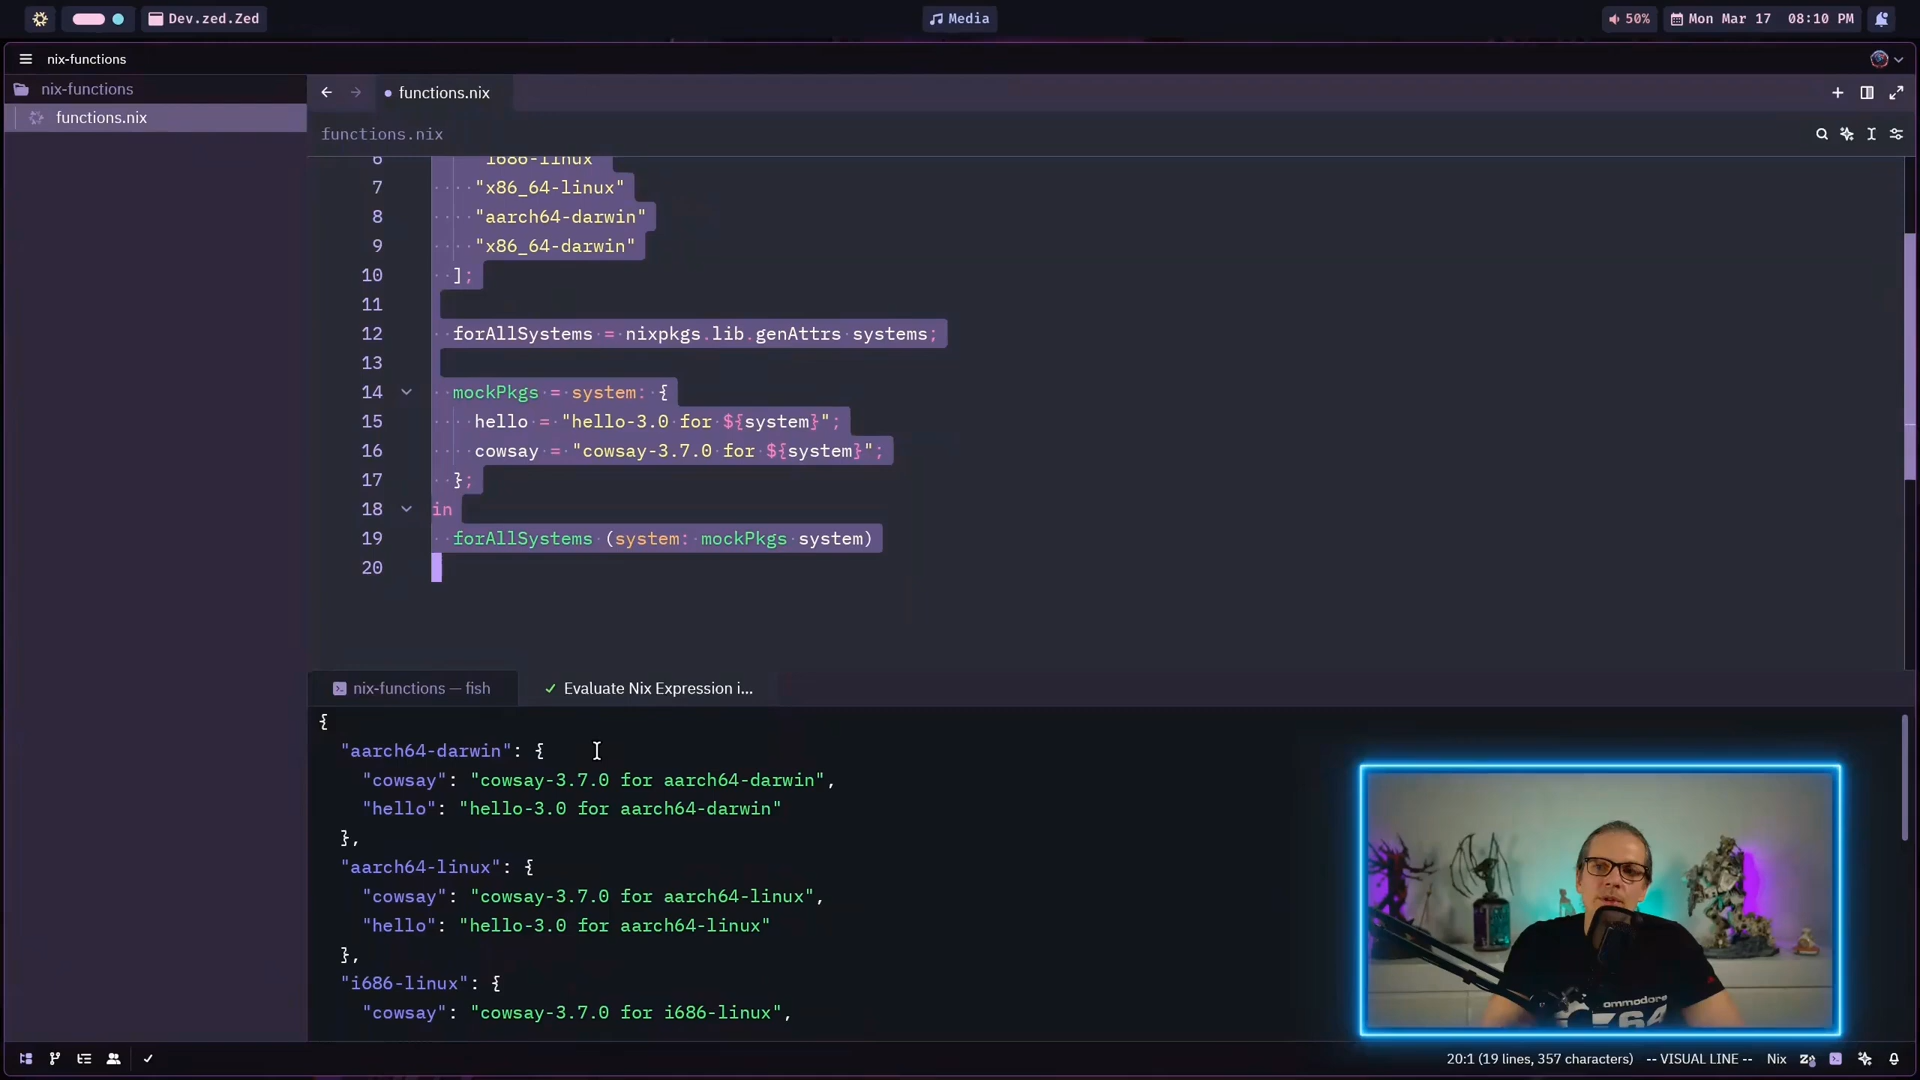 Dev.zed.Zed
Media
50%
Mon Mar 17 08:10 PM
nix-functions
nix-functions
functions.nix
functions.nix
functions.nix
6 "i686-linux"
7 "x86_64-linux"
8 "aarch64-darwin"
9 "x86_64-darwin"
10 ];
11
12 forAllSystems = nixpkgs.lib.genAttrs systems;
13
14 mockPkgs = system: {
15 hello = "hello-3.0 for ${system}";
16 cowsay = "cowsay-3.7.0 for ${system}";
17 };
18 in
19 forAllSystems (system: mockPkgs system)
20
nix-functions — fish
Evaluate Nix Expression i...
{
"aarch64-darwin": {
"cowsay": "cowsay-3.7.0 for aarch64-darwin",
"hello": "hello-3.0 for aarch64-darwin"
},
"aarch64-linux": {
"cowsay": "cowsay-3.7.0 for aarch64-linux",
"hello": "hello-3.0 for aarch64-linux"
},
"i686-linux": {
"cowsay": "cowsay-3.7.0 for i686-linux",
commodore
64
20:1 (19 lines, 357 characters)
-- VISUAL LINE --
Nix